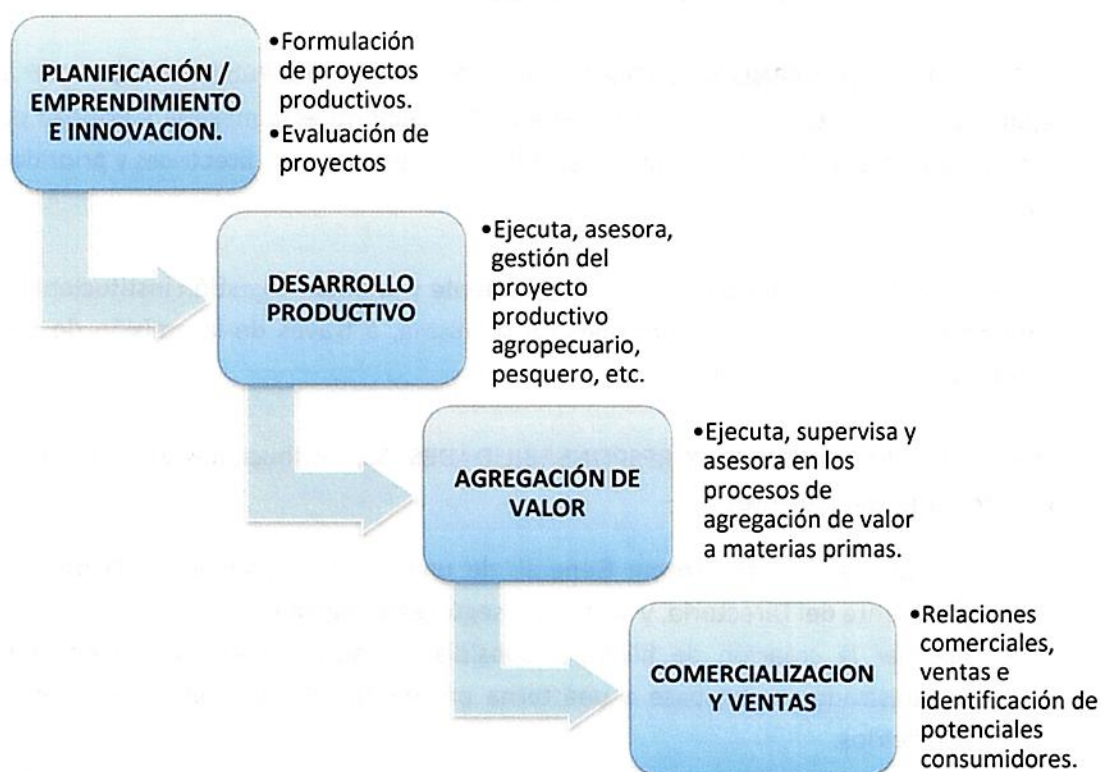 PLANIFICACIÓN /
EMPRENDIMIENTO
E INNOVACION.
•Formulación
de proyectos
productivos.
•Evaluación de
proyectos
DESARROLLO
PRODUCTIVO
•Ejecuta, asesora,
gestión del
proyecto
productivo
agropecuario,
pesquero, etc.
AGREGACIÓN DE
VALOR
•Ejecuta, supervisa y
asesora en los
procesos de
agregación de valor
a materias primas.
COMERCIALIZACION
Y VENTAS
•Relaciones
comerciales,
ventas e
identificación de
potenciales
consumidores.